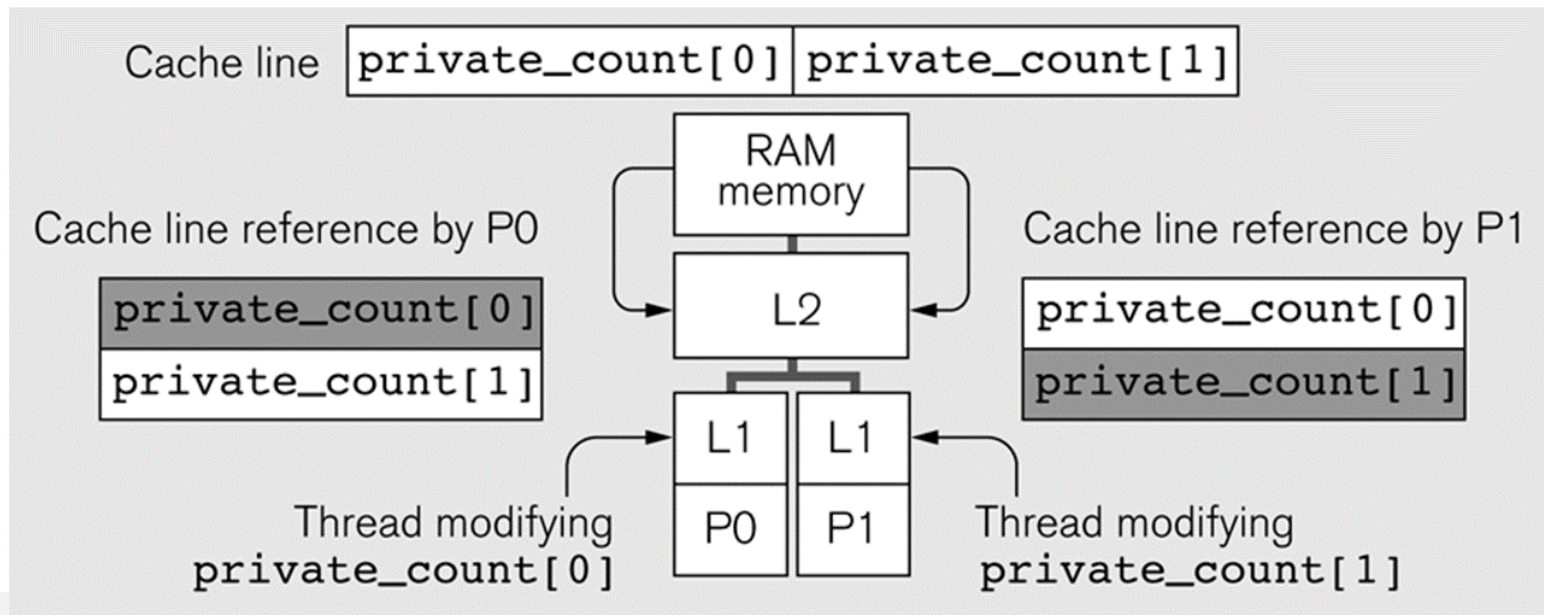 Cache line private_count[0] private_count[1]
RAM
memory
Cache line reference by P0
private_count[0]
private_count[1]
L2
Cache line reference by P1
private_count[0]
private_count[1]
L1 L1
P0 P1
Thread modifying
private_count[0]
Thread modifying
private_count[1]